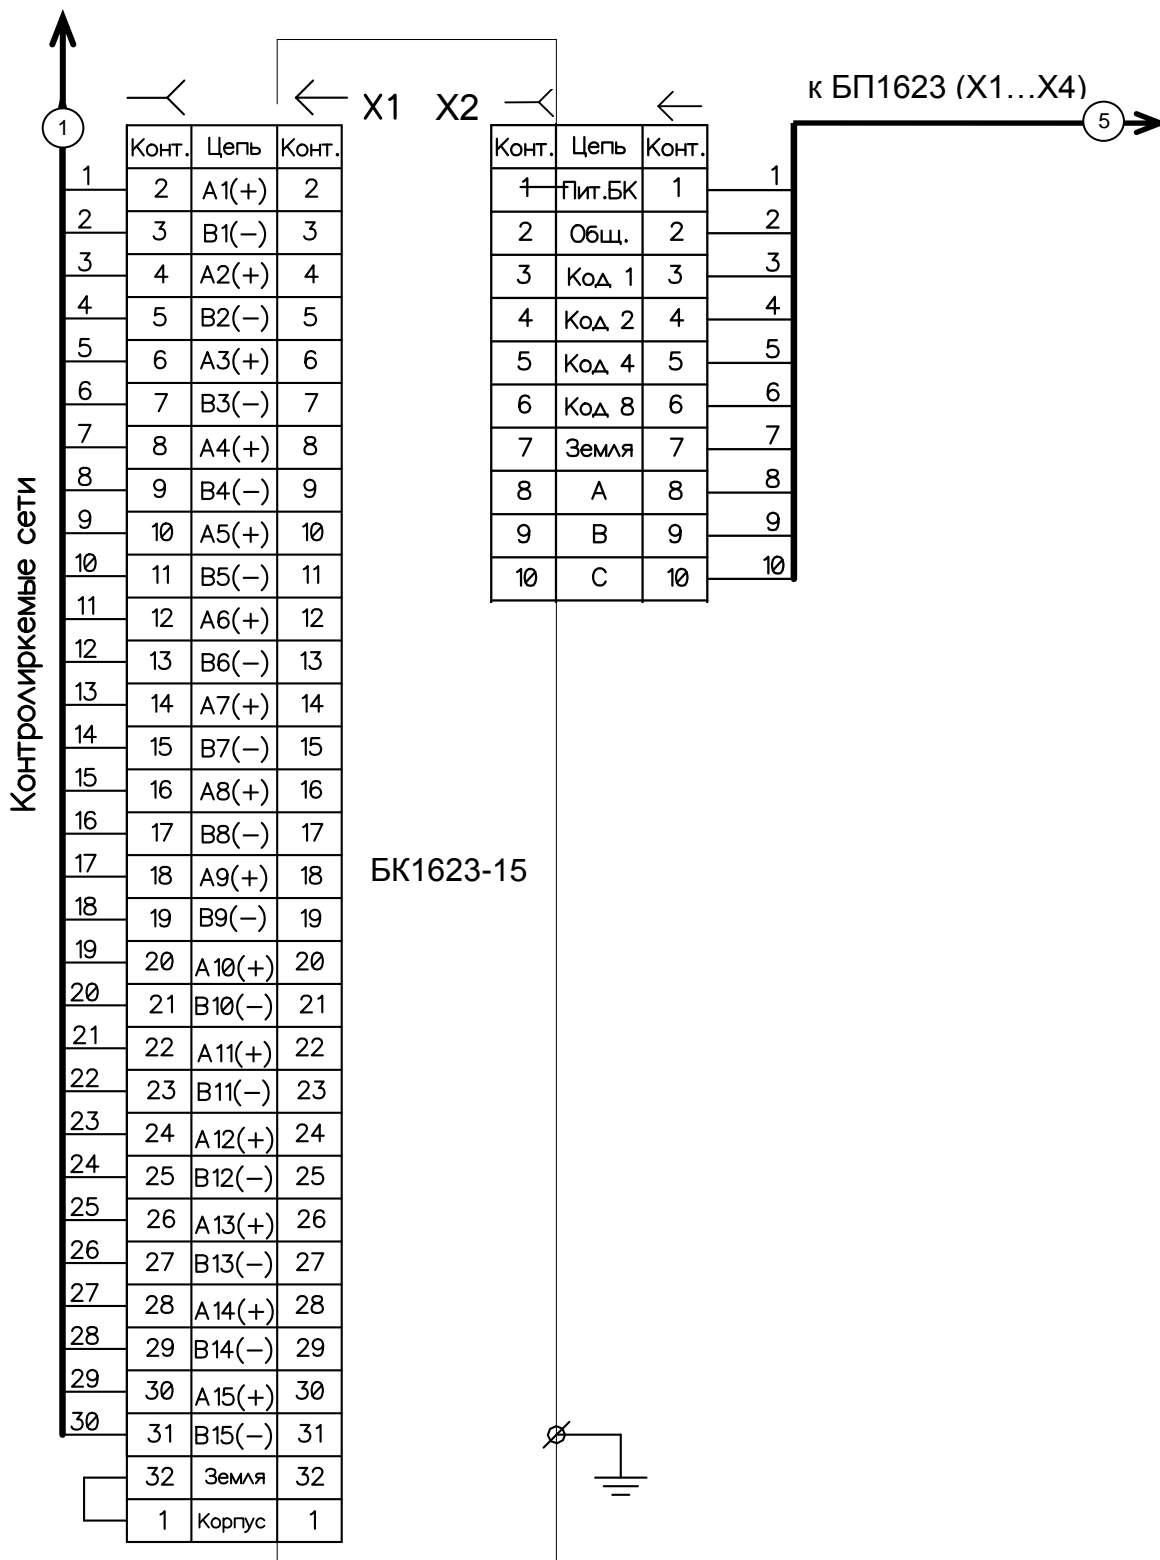 к БП1623 (X1...X4)
X1 X2
1
5
Конт. Цепь Конт.
1 2 A1(+) 2
2 3 B1(−) 3
3 4 A2(+) 4
4 5 B2(−) 5
5 6 A3(+) 6
6 7 B3(−) 7
7 8 A4(+) 8
8 9 B4(−) 9
9 10 A5(+) 10
10 11 B5(−) 11
11 12 A6(+) 12
12 13 B6(−) 13
13 14 A7(+) 14
14 15 B7(−) 15
15 16 A8(+) 16
16 17 B8(−) 17
17 18 A9(+) 18
18 19 B9(−) 19
19 20 A10(+) 20
20 21 B10(−) 21
21 22 A11(+) 22
22 23 B11(−) 23
23 24 A12(+) 24
24 25 B12(−) 25
25 26 A13(+) 26
26 27 B13(−) 27
27 28 A14(+) 28
28 29 B14(−) 29
29 30 A15(+) 30
30 31 B15(−) 31
32 Земля 32
1 Корпус 1
Контролиркемые сети
БК1623-15
Конт. Цепь Конт.
1 Пит.БК 1 1
2 Общ. 2 2
3 Код 1 3 3
4 Код 2 4 4
5 Код 4 5 5
6 Код 8 6 6
7 Земля 7 7
8 A 8 8
9 B 9 9
10 C 10 10